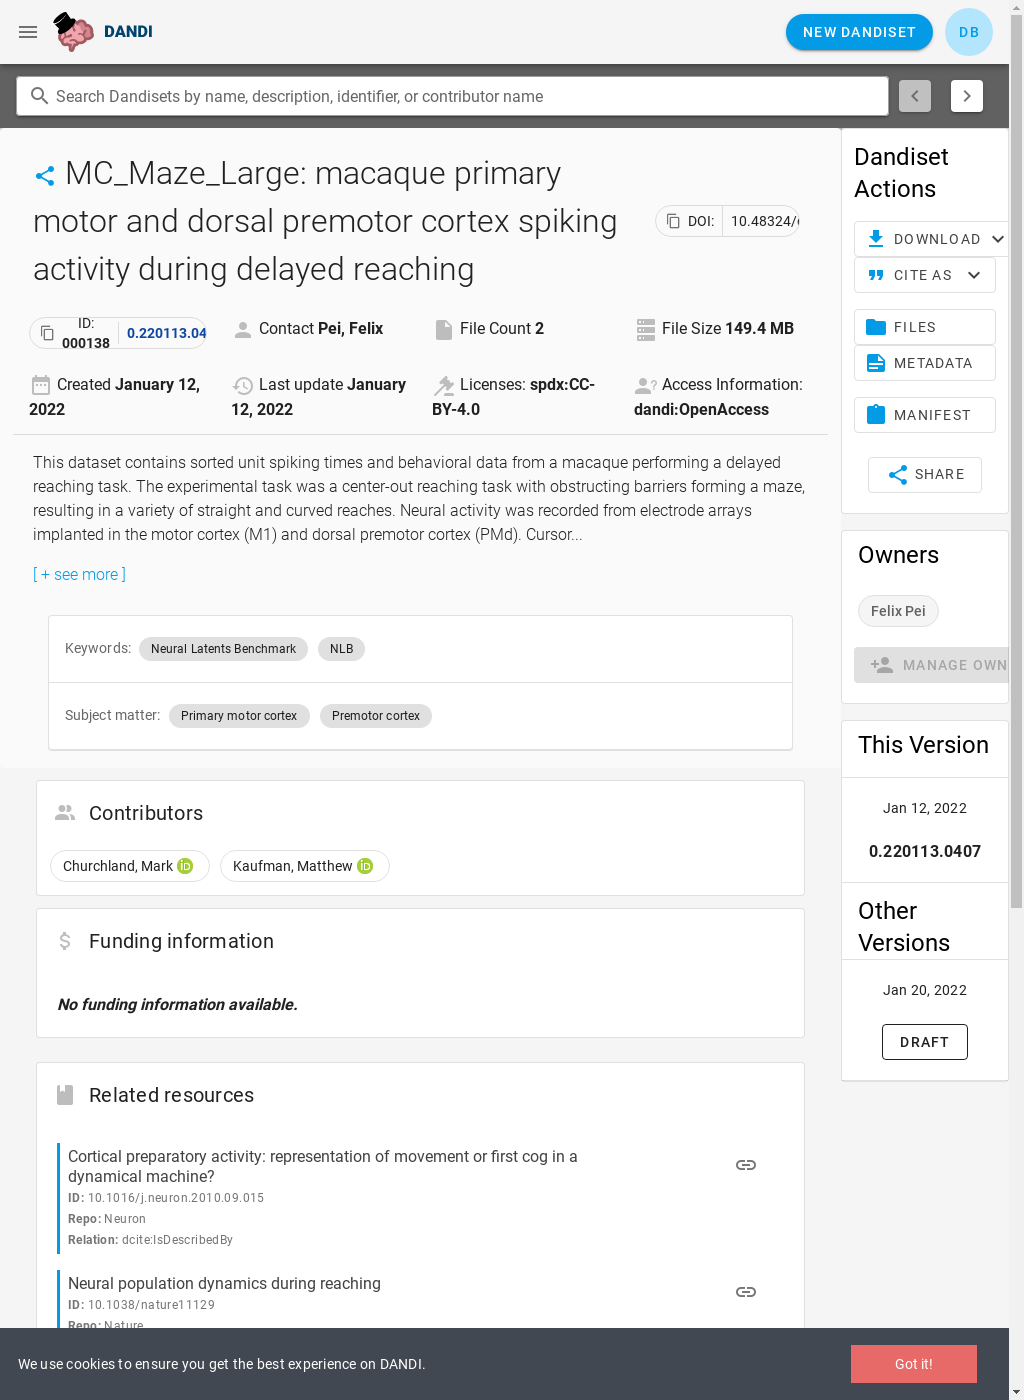 DANDI
NEW DANDISET
DB
Search Dandisets by name, description, identifier, or contributor name
MC_Maze_Large: macaque primary
motor and dorsal premotor cortex spiking
activity during delayed reaching
DOI:
10.48324/
ID:
000138
0.220113.04
Contact Pei, Felix
File Count 2
File Size 149.4 MB
Created January 12,
2022
Last update January
12, 2022
Licenses: spdx:CC-
BY-4.0
Access Information:
dandi:OpenAccess
This dataset contains sorted unit spiking times and behavioral data from a macaque performing a delayed
reaching task. The experimental task was a center-out reaching task with obstructing barriers forming a maze,
resulting in a variety of straight and curved reaches. Neural activity was recorded from electrode arrays
implanted in the motor cortex (M1) and dorsal premotor cortex (PMd). Cursor...
[ + see more ]
Keywords:
Neural Latents Benchmark
NLB
Subject matter:
Primary motor cortex
Premotor cortex
Contributors
Churchland, Mark iD
Kaufman, Matthew iD
Funding information
No funding information available.
Related resources
Cortical preparatory activity: representation of movement or first cog in a
dynamical machine?
ID: 10.1016/j.neuron.2010.09.015
Repo: Neuron
Relation: dcite:IsDescribedBy
Neural population dynamics during reaching
ID: 10.1038/nature11129
Repo: Nature
Dandiset
Actions
DOWNLOAD
CITE AS
FILES
METADATA
MANIFEST
SHARE
Owners
Felix Pei
MANAGE OWN
This Version
Jan 12, 2022
0.220113.0407
Other
Versions
Jan 20, 2022
DRAFT
We use cookies to ensure you get the best experience on DANDI.
Got it!